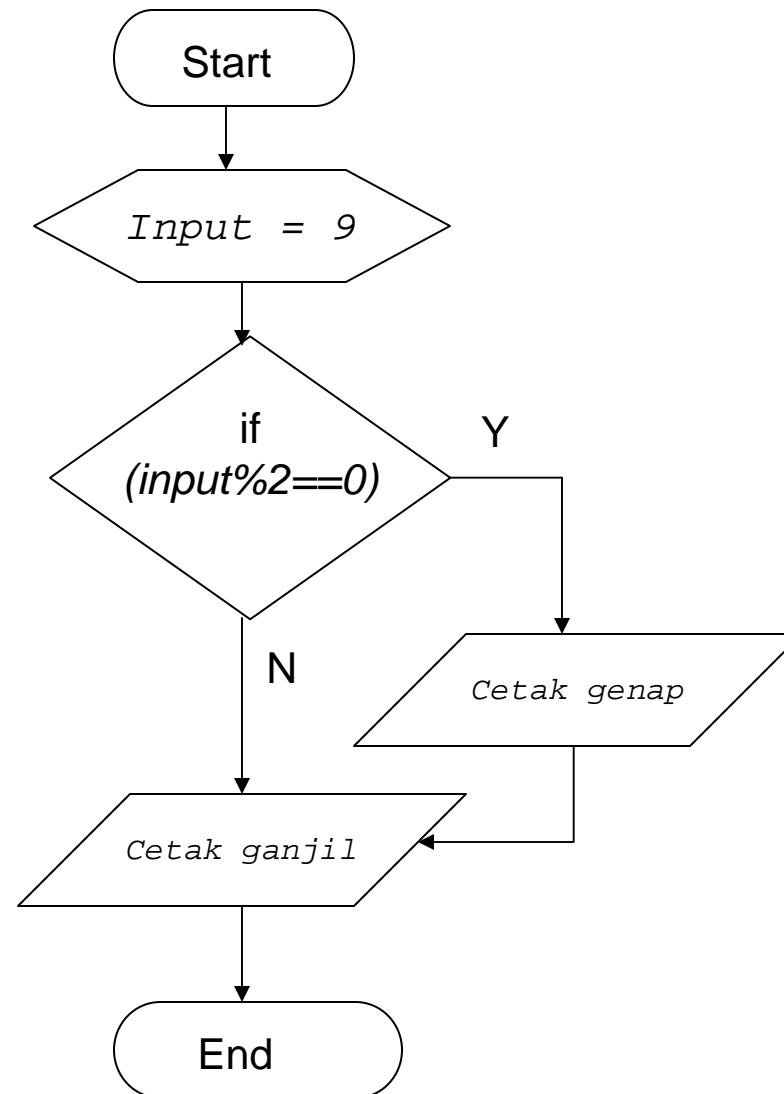 Start
Input = 9
if
(input%2==0)
Y
N
Cetak genap
Cetak ganjil
End